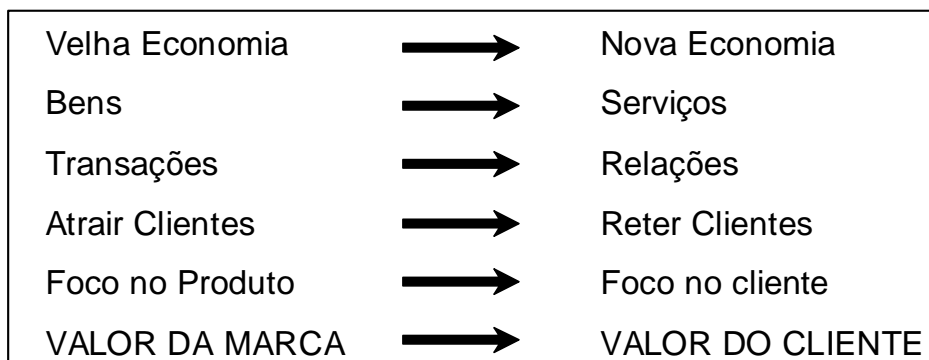 Velha Economia Nova Economia
Bens Serviços
Transações Relações
Atrair Clientes Reter Clientes
Foco no Produto Foco no cliente
VALOR DA MARCA VALOR DO CLIENTE